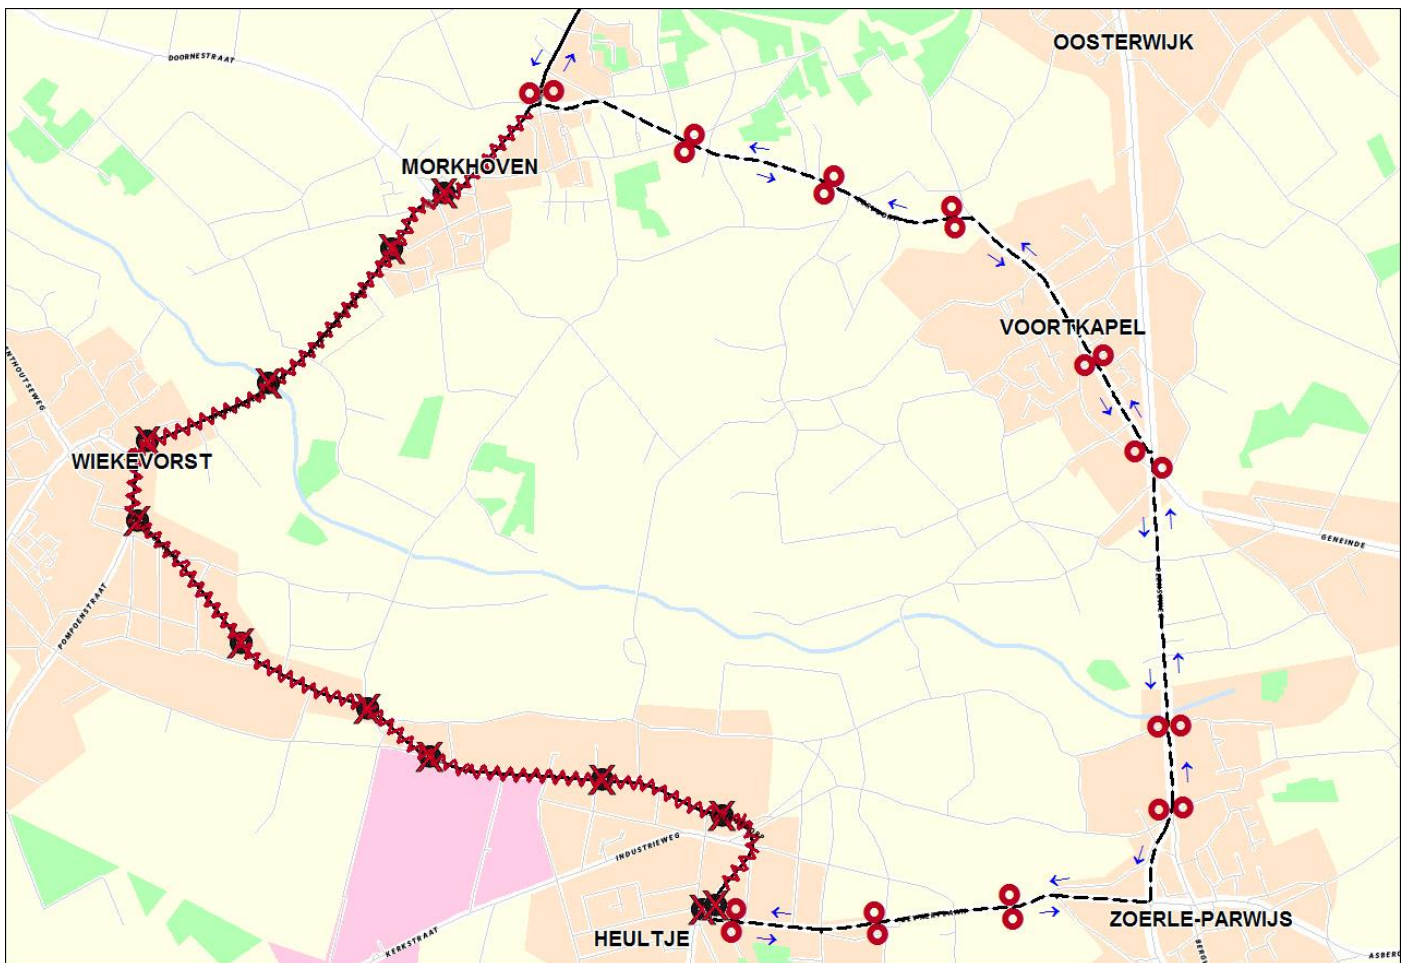 OOSTERWIJK
DOORNESTRAAT
MORKHOVEN
VOORTKAPEL
WIEKEVORST
GENEINDE
POMPOENSTRAAT
INDUSTRIEWEG
KERKSTRAAT
HEULTJE
ZOERLE-PARWIJS